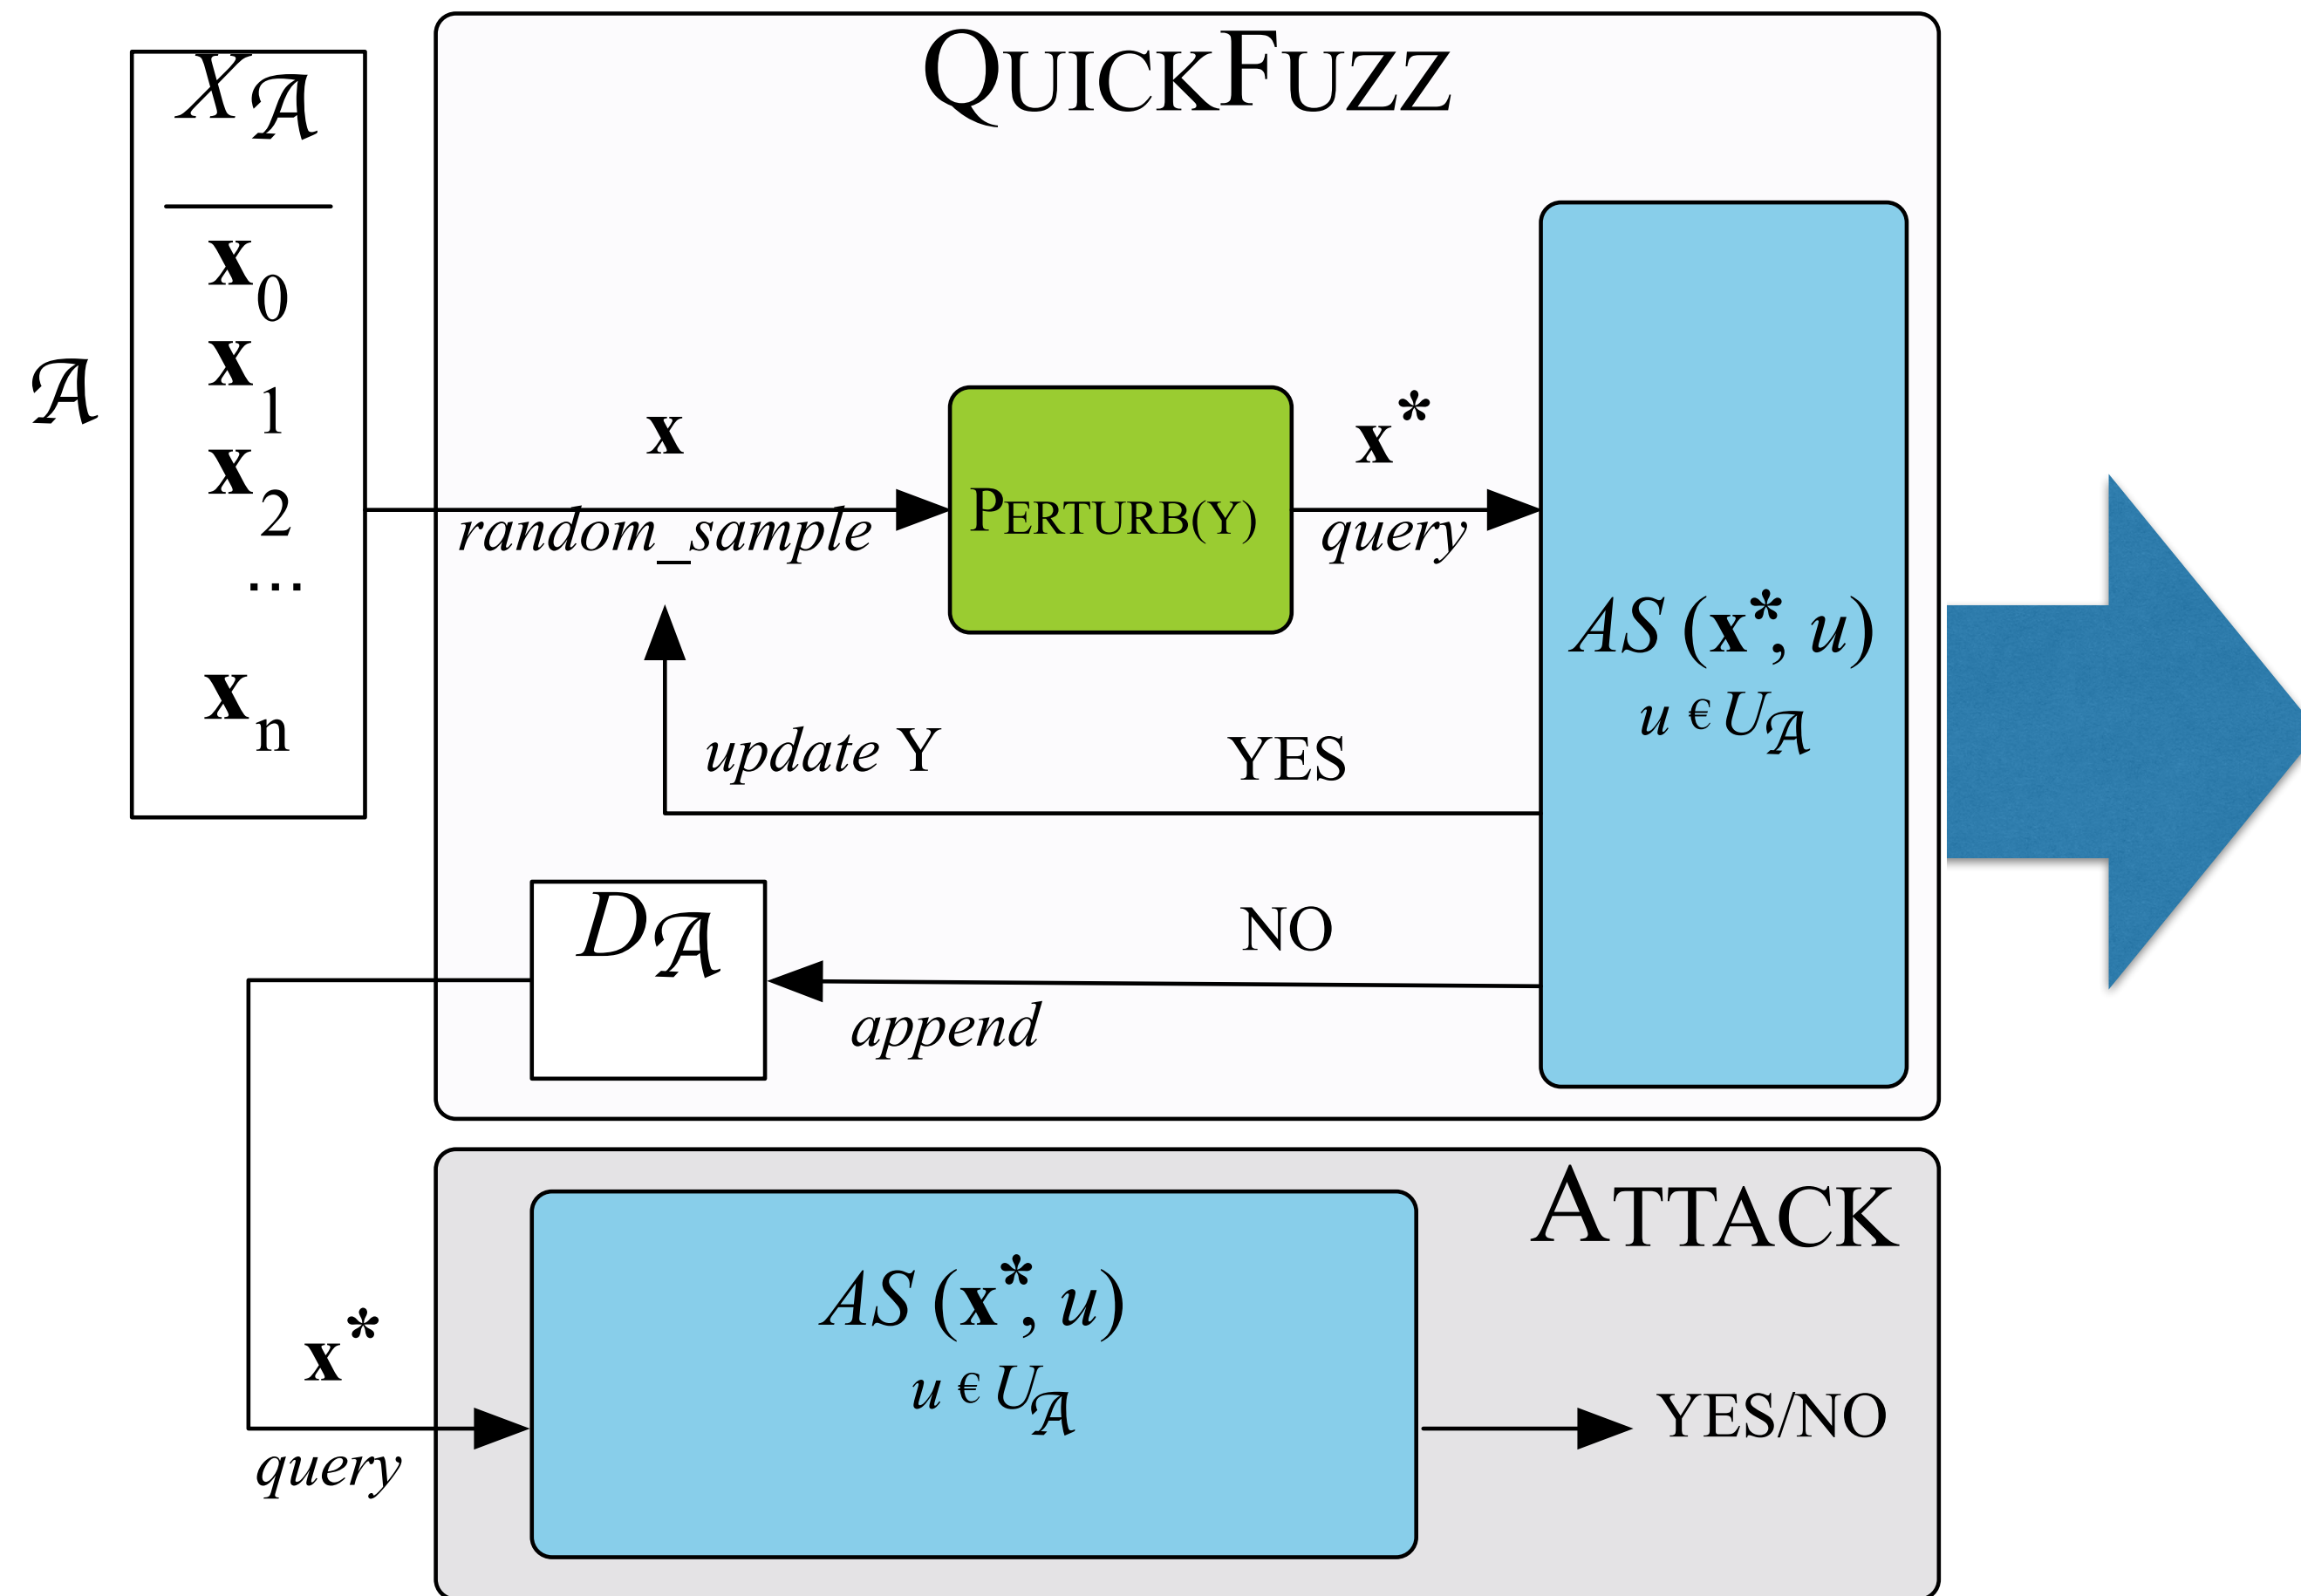 QUICKFUZZ
X𝒜
x0
x1
x2
...
xn
𝒜
x
random_sample
PERTURB(Y)
x*
query
AS (x*, u)
u € U𝒜
update Y
YES
D𝒜
NO
append
ATTACK
AS (x*, u)
u € U𝒜
x*
query
YES/NO